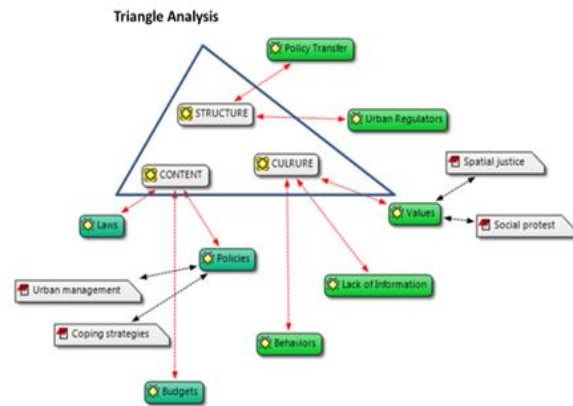 Triangle Analysis
Policy Transfer
STRUCTURE
Urban Regulators
CULRURE
Spatial justice
CONTENT
Values
Social protest
Laws
Policies
Lack of Information
Urban management
Coping strategies
Behaviors
Budgets